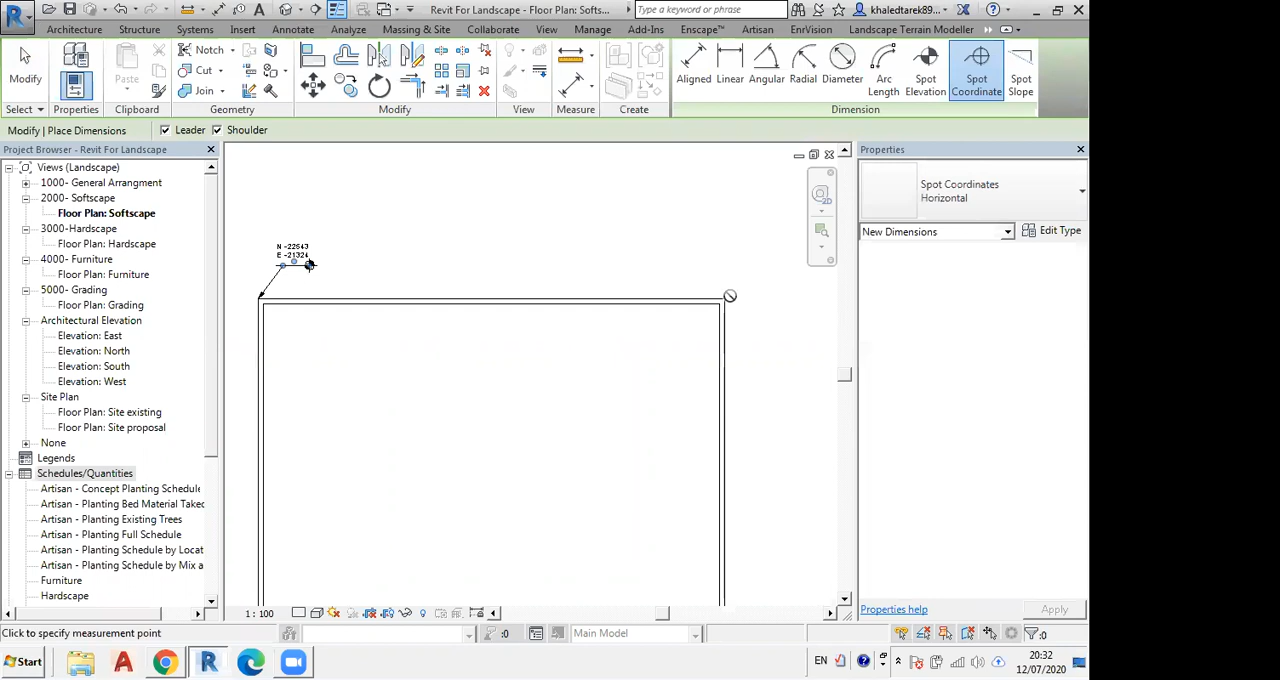 Revit For Landscape - Floor Plan: Softs...
Type a keyword or phrase
khaledtarek89...
Architecture Structure Systems Insert Annotate Analyze Massing & Site Collaborate View Manage Add-Ins Enscape™ Artisan EnvVision Landscape Terrain Modeller
Modify
Paste
Notch
Cut
Join
Aligned Linear Angular Radial Diameter Arc Length Spot Elevation Spot Coordinate Spot Slope
Select Properties Clipboard Geometry Modify View Measure Create Dimension
Modify | Place Dimensions Leader Shoulder
Project Browser - Revit For Landscape
Views (Landscape)
1000- General Arrangment
2000- Softscape
Floor Plan: Softscape
3000-Hardscape
Floor Plan: Hardscape
4000- Furniture
Floor Plan: Furniture
5000- Grading
Floor Plan: Grading
Architectural Elevation
Elevation: East
Elevation: North
Elevation: South
Elevation: West
Site Plan
Floor Plan: Site existing
Floor Plan: Site proposal
None
Legends
Schedules/Quantities
Artisan - Concept Planting Schedule
Artisan - Planting Bed Material Takeo
Artisan - Planting Existing Trees
Artisan - Planting Full Schedule
Artisan - Planting Schedule by Locat
Artisan - Planting Schedule by Mix a
Furniture
Hardscape
N -22643
E -21324
2D
Properties
Spot Coordinates
Horizontal
New Dimensions
Edit Type
Properties help
Apply
1 : 100
Click to specify measurement point
:0
Main Model
:0
Start
EN
20:32
12/07/2020